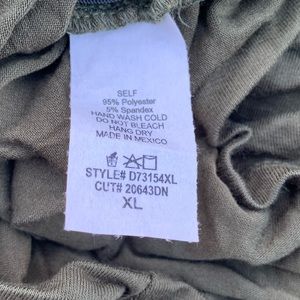 SELF
95% Polyester
5% Spandex
HAND WASH COLD
DO NOT BLEACH
HANG DRY
MADE IN MEXICO
STYLE# D73154XL
CUT# 20643DN
XL